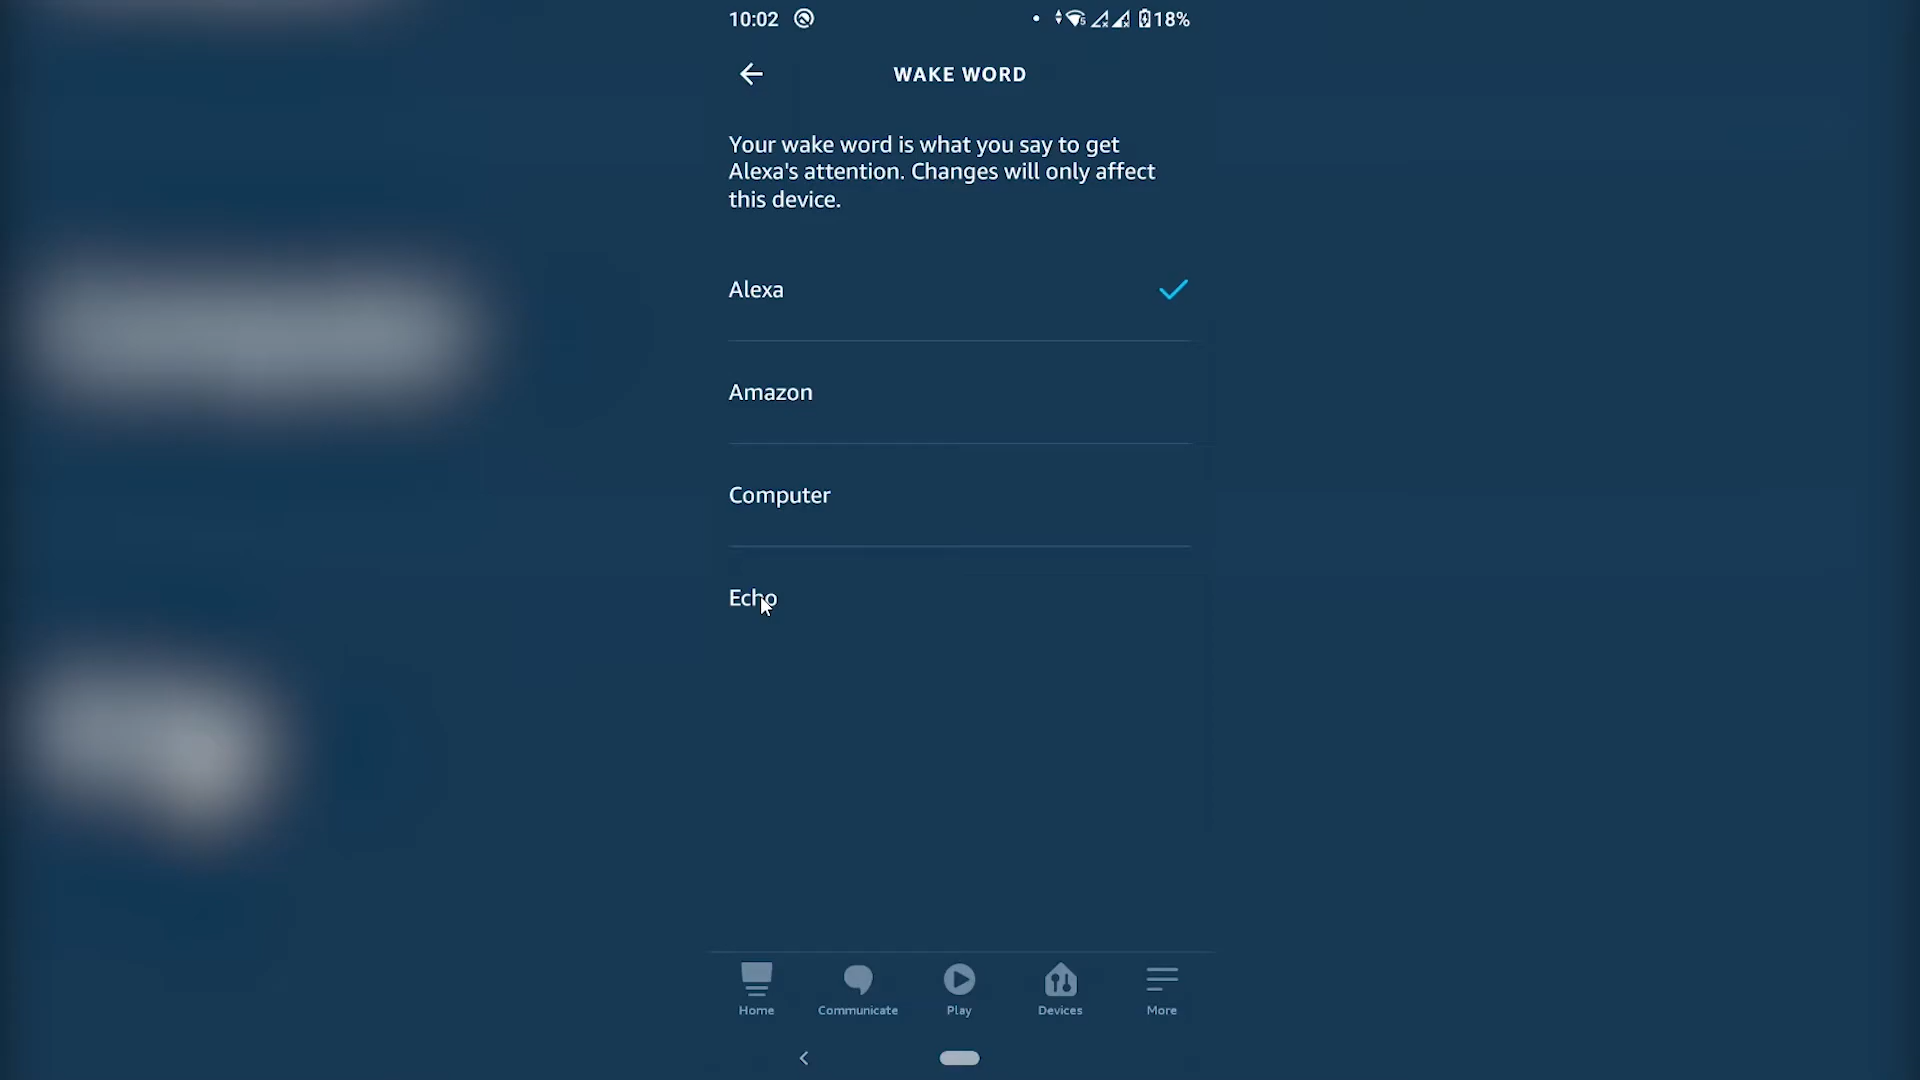 10:02 18%
WAKE WORD
Your wake word is what you say to get
Alexa's attention. Changes will only affect
this device.
Alexa
Amazon
Computer
Echo
Home Communicate Play Devices More